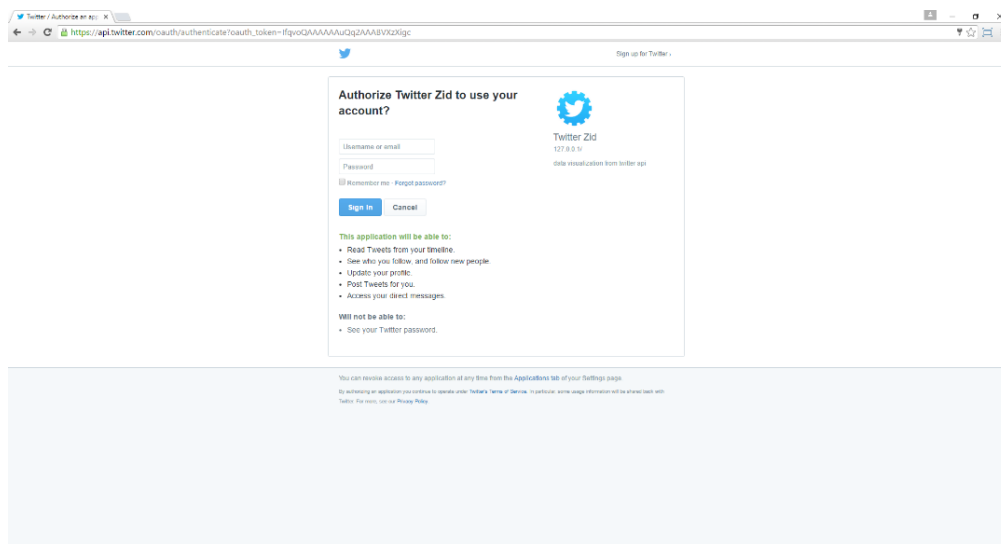 Twitter / Authorize an app
https://api.twitter.com/oauth/authenticate?oauth_token=
Sign up for Twitter ›
Authorize Twitter Zid to use your
account?
Twitter Zid
127.0.0.1/
data visualization from twitter api
Username or email
Password
Remember me · Forgot password?
Sign In
Cancel
This application will be able to:
• Read Tweets from your timeline.
• See who you follow, and follow new people.
• Update your profile.
• Post Tweets for you.
• Access your direct messages.
Will not be able to:
• See your Twitter password.
You can revoke access to any application at any time from the Applications tab of your Settings page.
By authorizing an application you continue to operate under Twitter's Terms of Service. In particular, some usage information will be shared back with
Twitter. For more, see our Privacy Policy.